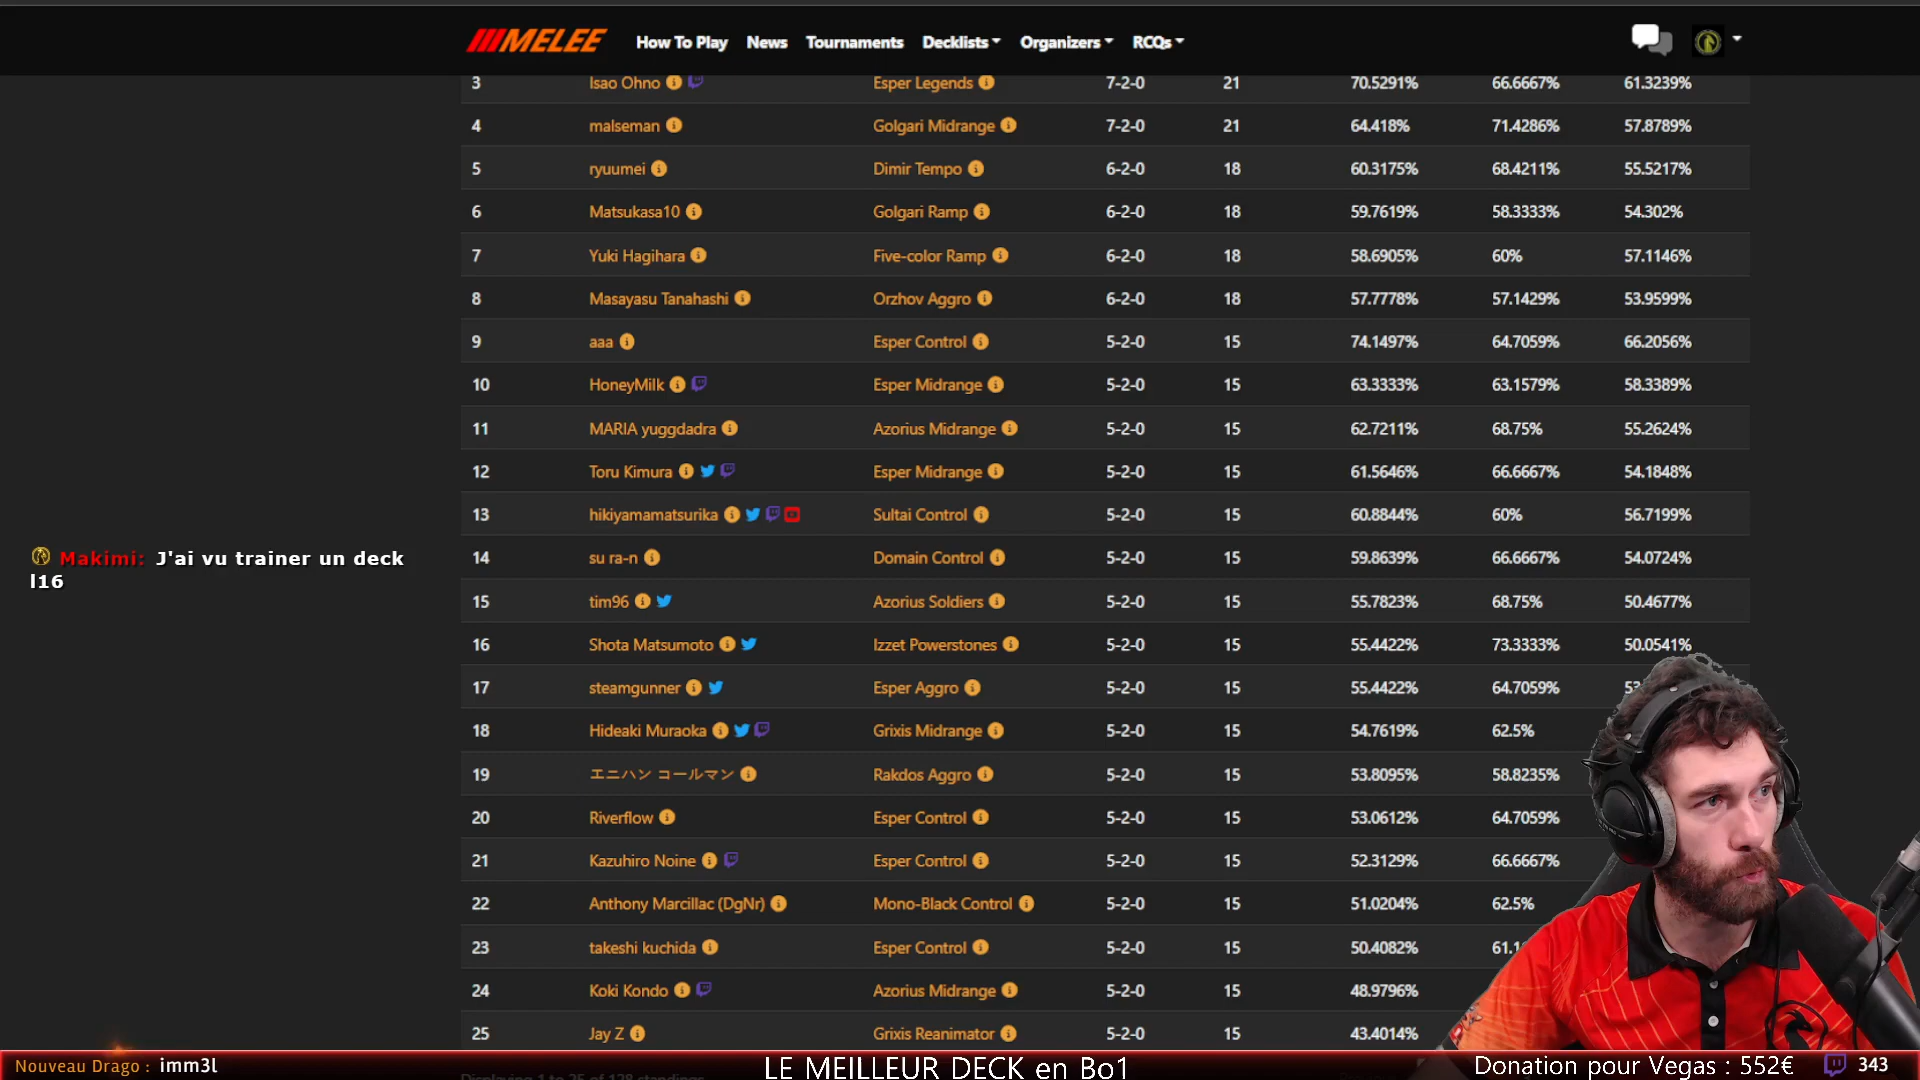 MELEE How To Play News Tournaments Decklists Organizers RCQs
3 Isao Ohno Esper Legends 7-2-0 21 70.5291% 66.6667% 61.3239%
4 malseman Golgari Midrange 7-2-0 21 64.418% 71.4286% 57.8789%
5 ryuumei Dimir Tempo 6-2-0 18 60.3175% 68.4211% 55.5217%
6 Matsukasa10 Golgari Ramp 6-2-0 18 59.7619% 58.3333% 54.302%
7 Yuki Hagihara Five-color Ramp 6-2-0 18 58.6905% 60% 57.1146%
8 Masayasu Tanahashi Orzhov Aggro 6-2-0 18 57.7778% 57.1429% 53.9599%
9 aaa Esper Control 5-2-0 15 74.1497% 64.7059% 66.2056%
10 HoneyMilk Esper Midrange 5-2-0 15 63.3333% 63.1579% 58.3389%
11 MARIA yuggdadra Azorius Midrange 5-2-0 15 62.7211% 68.75% 55.2624%
12 Toru Kimura Esper Midrange 5-2-0 15 61.5646% 66.6667% 54.1848%
13 hikiyamamatsurika Sultai Control 5-2-0 15 60.8844% 60% 56.7199%
14 su ra-n Domain Control 5-2-0 15 59.8639% 66.6667% 54.0724%
15 tim96 Azorius Soldiers 5-2-0 15 55.7823% 68.75% 50.4677%
16 Shota Matsumoto Izzet Powerstones 5-2-0 15 55.4422% 73.3333% 50.0541%
17 steamgunner Esper Aggro 5-2-0 15 55.4422% 64.7059%
18 Hideaki Muraoka Grixis Midrange 5-2-0 15 54.7619% 62.5%
19 エニハン コールマン Rakdos Aggro 5-2-0 15 53.8095% 58.8235%
20 Riverflow Esper Control 5-2-0 15 53.0612% 64.7059%
21 Kazuhiro Noine Esper Control 5-2-0 15 52.3129% 66.6667%
22 Anthony Marcillac (DgNr) Mono-Black Control 5-2-0 15 51.0204% 62.5%
23 takeshi kuchida Esper Control 5-2-0 15 50.4082%
24 Koki Kondo Azorius Midrange 5-2-0 15 48.9796%
25 Jay Z Grixis Reanimator 5-2-0 15 43.4014%
Makimi: J'ai vu trainer un deck
l16
Nouveau Drago : imm3l LE MEILLEUR DECK en Bo1 Donation pour Vegas : 552€ 343